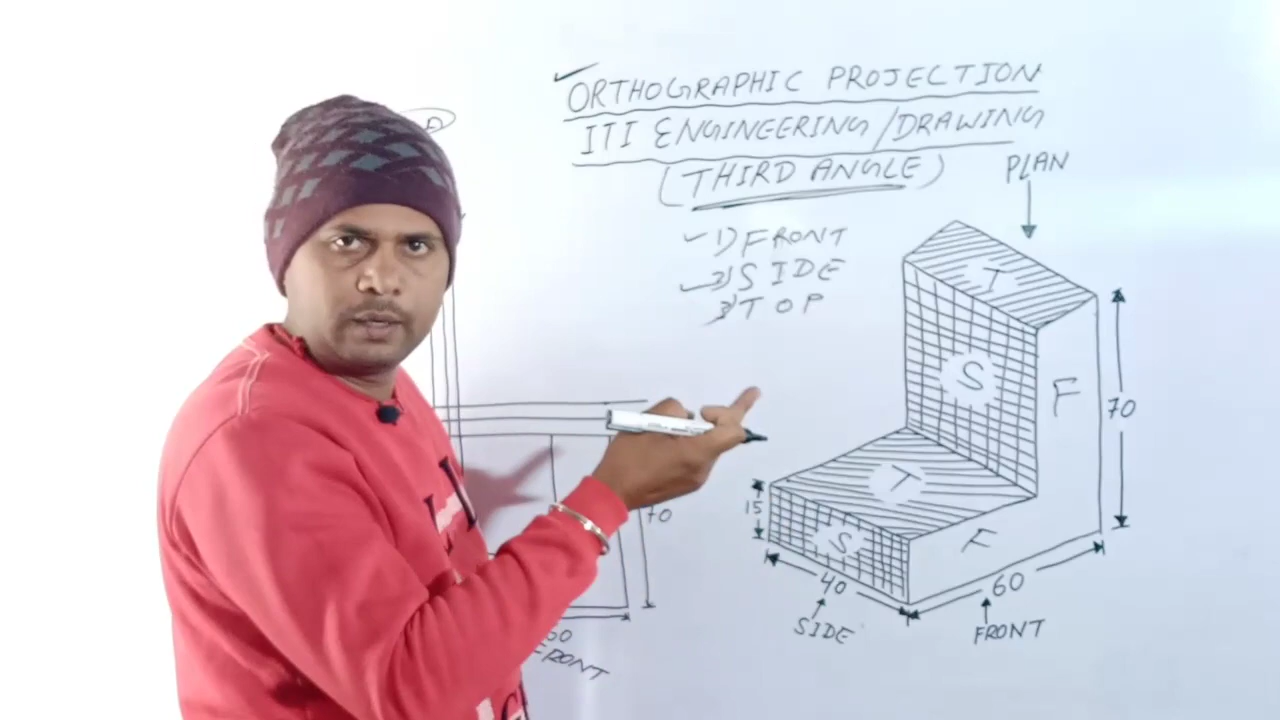 ORTHOGRAPHIC PROJECTION
ITI ENGINEERING/DRAWING
(THIRD ANGLE)
PLAN
1) FRONT
2) SIDE
3) TOP
T
S
F
70
T
15
S
F
40
60
SIDE
FRONT
70
FRONT